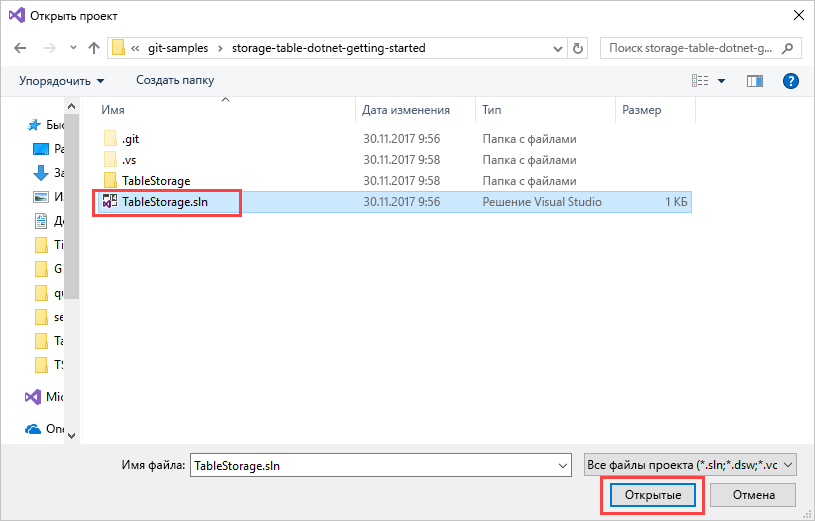 Открыть проект
« git-samples › storage-table-dotnet-getting-started
Поиск storage-table-dotnet-g...
Упорядочить Создать папку
Имя Дата изменения Тип Размер
Быс
Ра
За
И
До
Ti
G
qu
se
Ta
TS
Mic
One
.git 30.11.2017 9:56 Папка с файлами
.vs 30.11.2017 9:58 Папка с файлами
TableStorage 30.11.2017 9:58 Папка с файлами
TableStorage.sln 30.11.2017 9:56 Решение Visual Studio 1 КБ
Имя файла: TableStorage.sln Все файлы проекта (*.sln;*.dsw;*.vc
Открытые Отмена